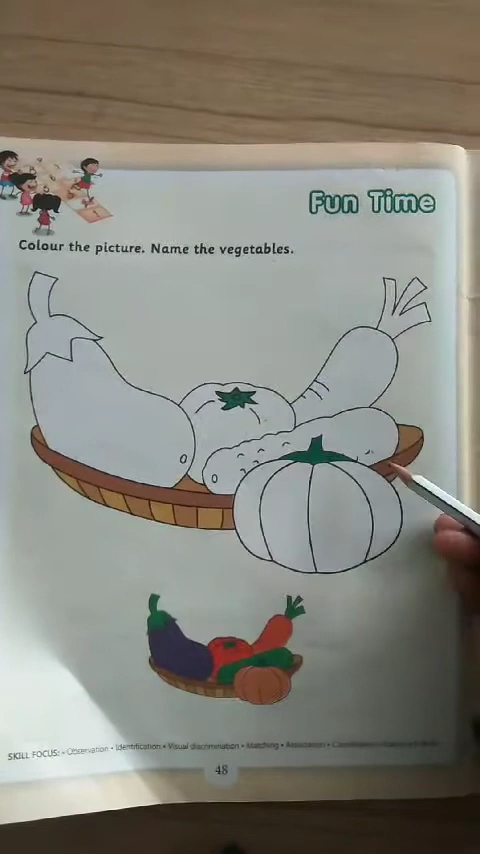 Fun Time
Colour the picture. Name the vegetables.
SKILL FOCUS: • Observation • Identification • Visual discrimination • Matching • Association •
48